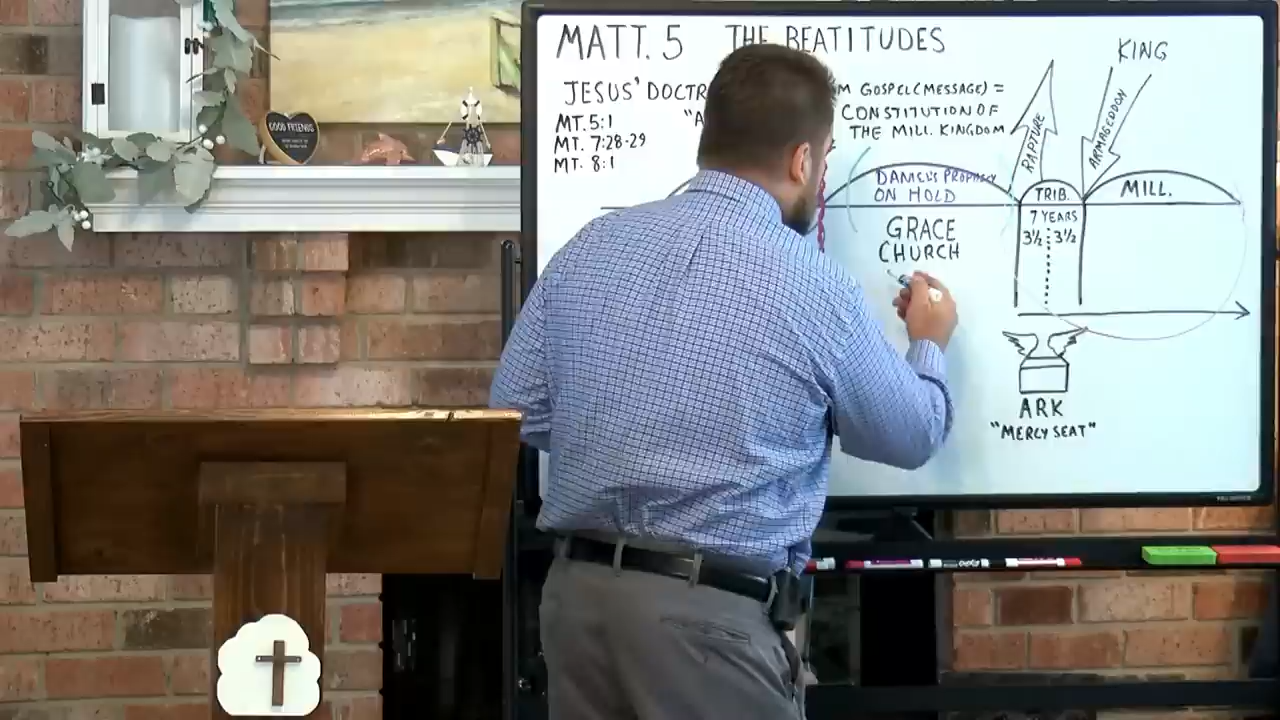 GOOD FRIENDS
MATT. 5 THE BEATITUDES
JESUS' DOCTR
MT. 5:1
MT. 7:28-29
MT. 8:1
"A
M GOSPEL (MESSAGE) =
CONSTITUTION OF
THE MILL. KINGDOM
KING
RAPTURE
ARMAGEDDON
DANIEL'S PROPHECY
ON HOLD
TRIB.
MILL.
GRACE
CHURCH
7 YEARS
3½ 3½
ARK
"MERCY SEAT"